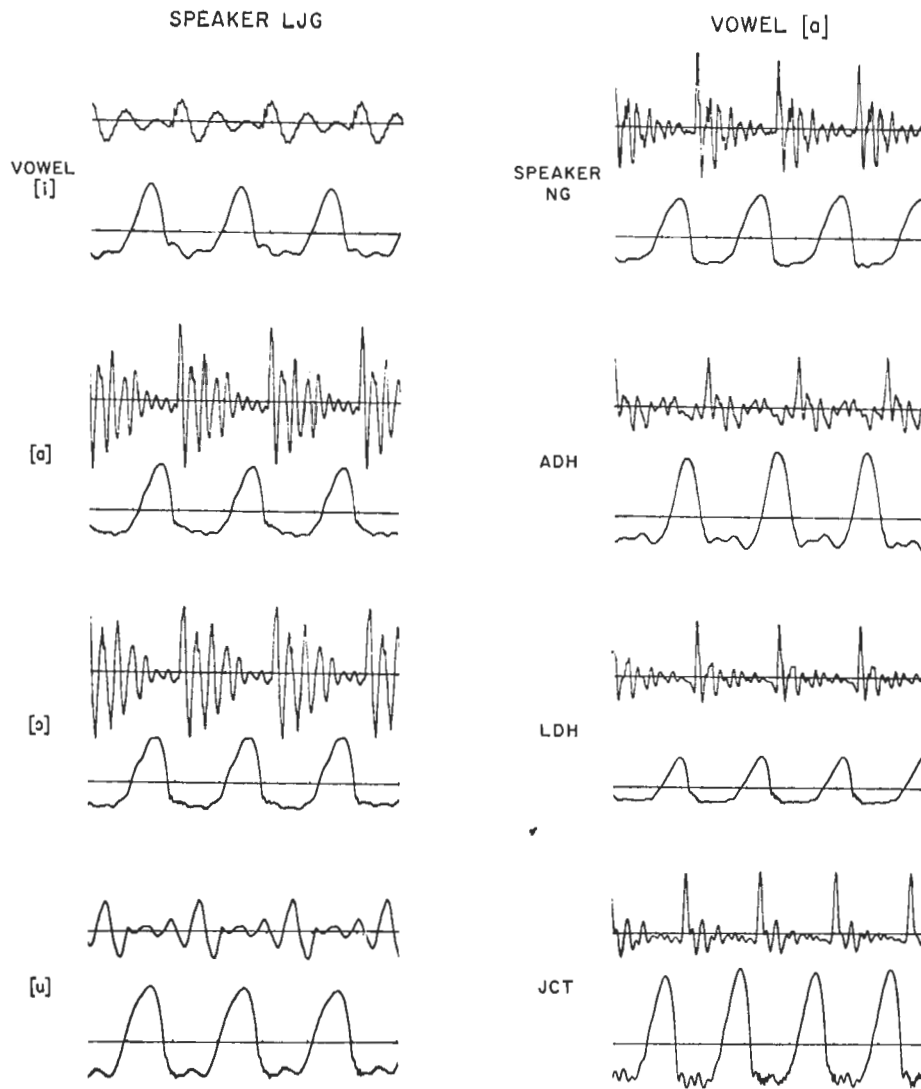 SPEAKER LJG
VOWEL
[i]
[a]
[ɔ]
[u]
VOWEL [a]
SPEAKER
NG
ADH
LDH
JCT